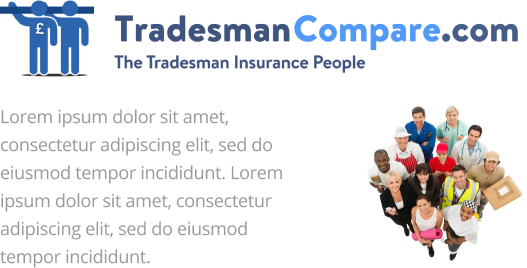 £
TradesmanCompare.com
The Tradesman Insurance People
Lorem ipsum dolor sit amet,
consectetur adipiscing elit, sed do
eiusmod tempor incididunt. Lorem
ipsum dolor sit amet, consectetur
adipiscing elit, sed do eiusmod
tempor incididunt.